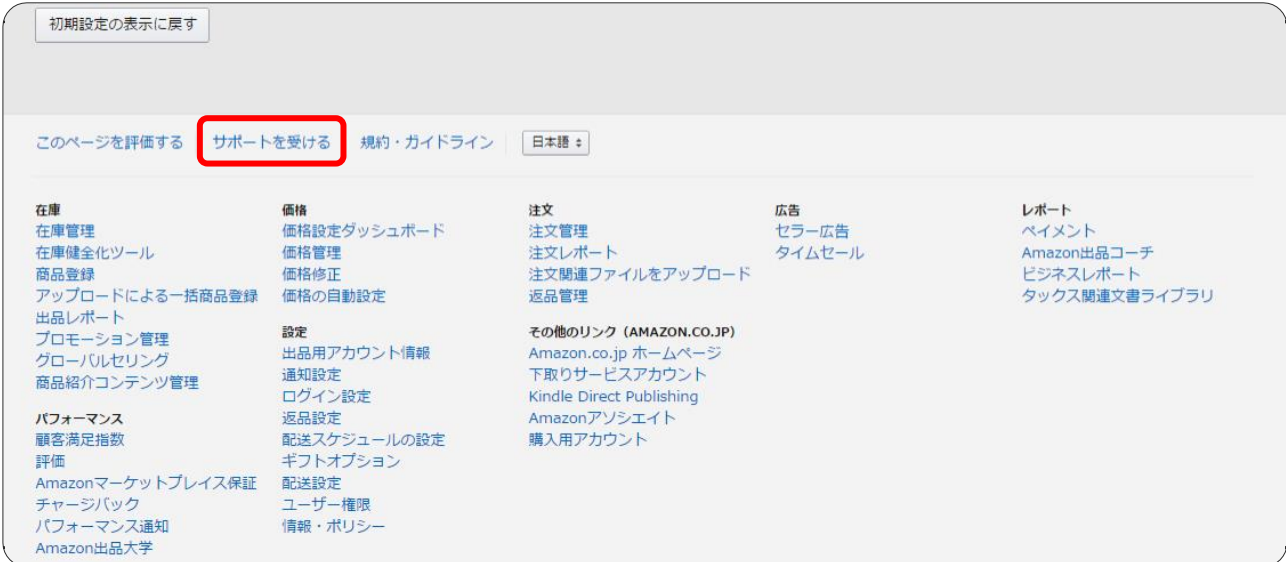 初期設定の表示に戻す
このページを評価する サポートを受ける 規約・ガイドライン 日本語
在庫
在庫管理
在庫健全化ツール
商品登録
アップロードによる一括商品登録
出品レポート
プロモーション管理
グローバルセリング
商品紹介コンテンツ管理
パフォーマンス
顧客満足指数
評価
Amazonマーケットプレイス保証
チャージバック
パフォーマンス通知
Amazon出品大学
価格
価格設定ダッシュボード
価格管理
価格修正
価格の自動設定
設定
出品用アカウント情報
通知設定
ログイン設定
返品設定
配送スケジュールの設定
ギフトオプション
配送設定
ユーザー権限
情報・ポリシー
注文
注文管理
注文レポート
注文関連ファイルをアップロード
返品管理
その他のリンク（AMAZON.CO.JP）
Amazon.co.jp ホームページ
下取りサービスアカウント
Kindle Direct Publishing
Amazonアソシエイト
購入用アカウント
広告
セラー広告
タイムセール
レポート
ペイメント
Amazon出品コーチ
ビジネスレポート
タックス関連文書ライブラリ